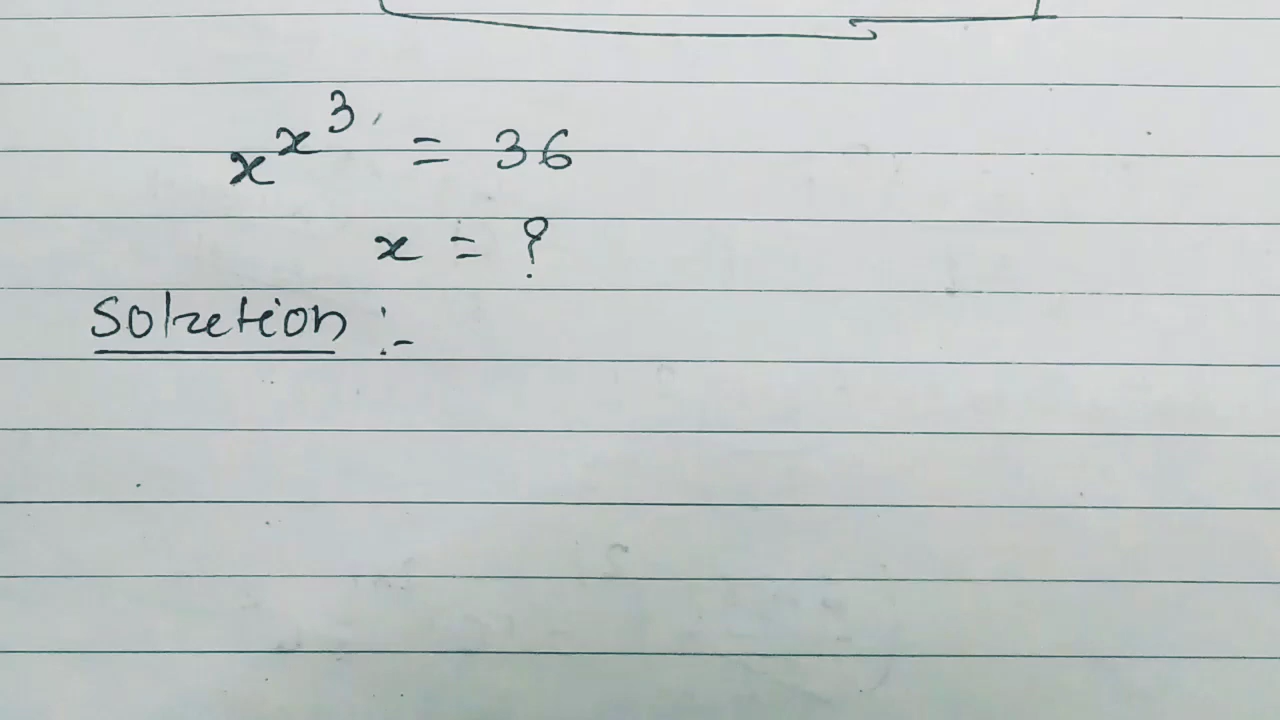 x^x^3 = 36
x = ?
Solution :-